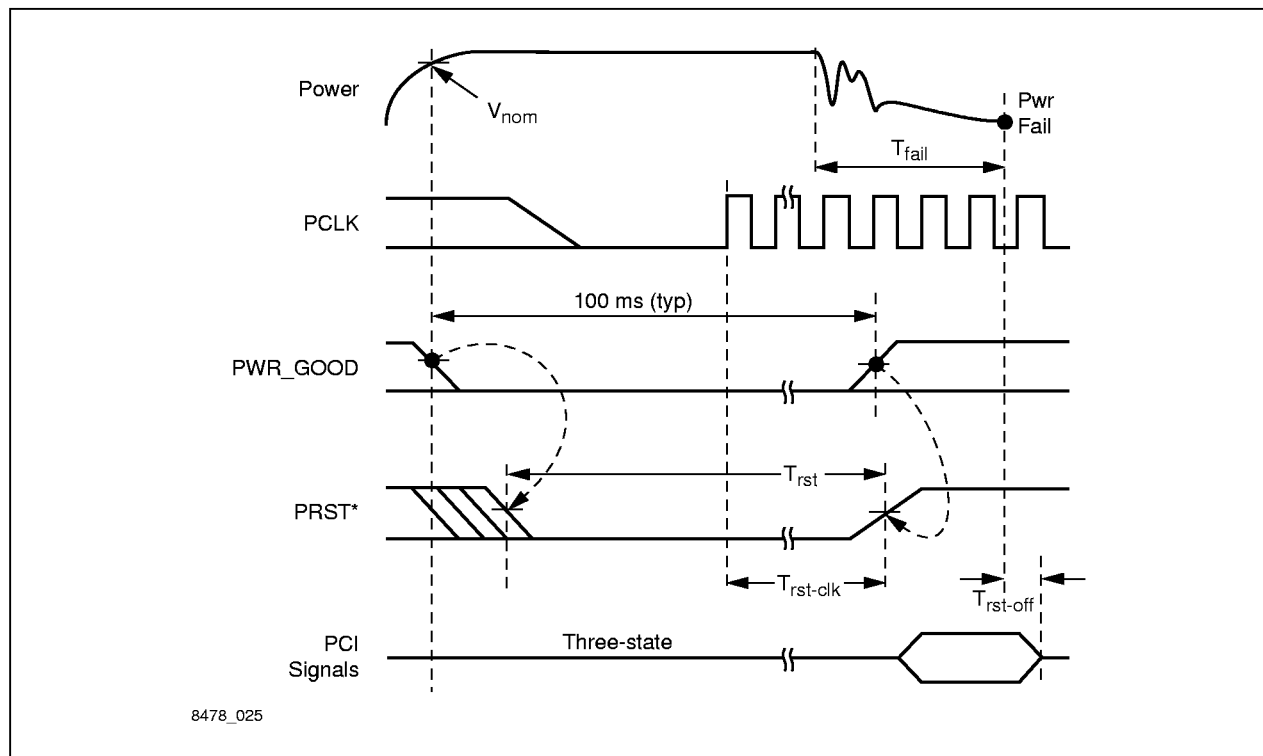 Power
V_nom
Pwr
Fail
T_fail
PCLK
100 ms (typ)
PWR_GOOD
T_rst
PRST*
T_rst-clk
T_rst-off
PCI
Signals
Three-state
8478_025